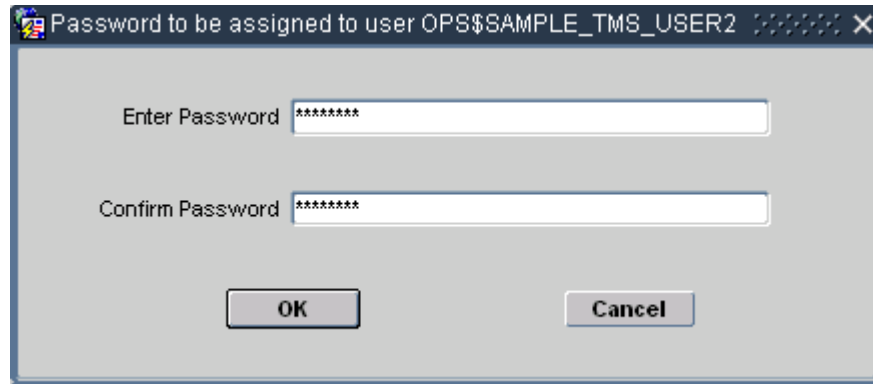 Password to be assigned to user OPS$SAMPLE_TMS_USER2
Enter Password ********
Confirm Password ********
OK Cancel